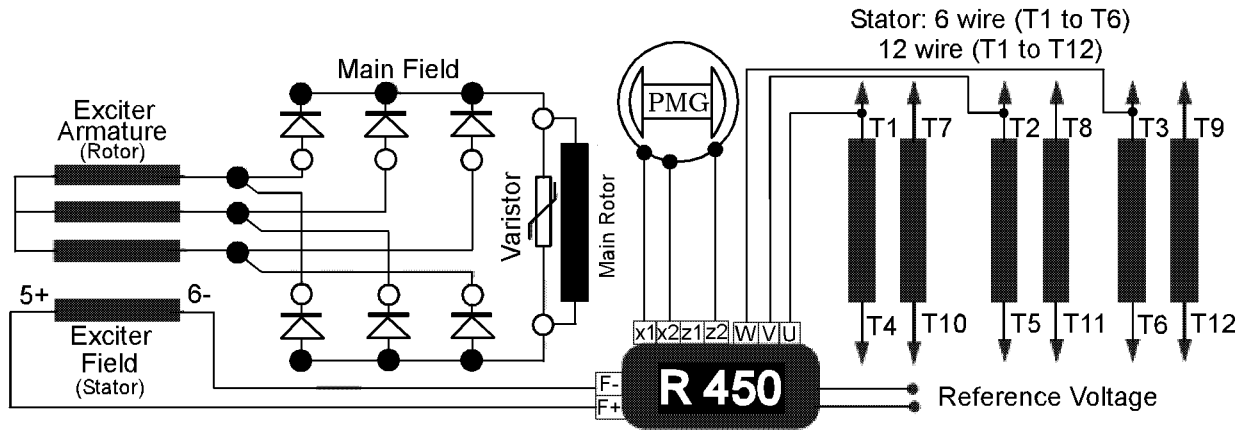 Stator: 6 wire (T1 to T6)
12 wire (T1 to T12)
Main Field
Exciter
Armature
(Rotor)
PMG
T1 T7 T2 T8 T3 T9
Varistor
Main Rotor
5+ 6-
Exciter
Field
(Stator)
x1 x2 z1 z2 W V U
T4 T10 T5 T11 T6 T12
F-
F+
R 450
Reference Voltage